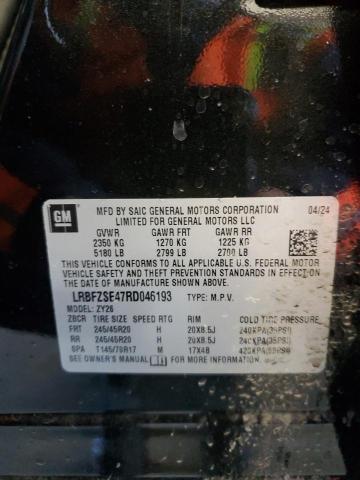 GM
MFD BY SAIC GENERAL MOTORS CORPORATION 04/24
LIMITED FOR GENERAL MOTORS LLC
GVWR GAWR FRT GAWR RR
2350 KG 1270 KG 1225 KG
5180 LB 2799 LB 2700 LB
THIS VEHICLE CONFORMS TO ALL APPLICABLE U.S. FEDERAL MOTOR
VEHICLE SAFETY AND THEFT PREVENTION STANDARDS IN EFFECT ON
THE DATE OF MANUFACTURE SHOWN ABOVE.
LRBFZSE47RD046193 TYPE: M.P.V.
MODEL: ZY26
ZBCR TIRE SIZE SPEED RTG RIM COLD TIRE PRESSURE
FRT 245/45R20 H 20X8.5J 240KPA(35PSI)
RR 245/45R20 H 20X8.5J 240KPA(35PSI)
SPA T145/70R17 M 17X4B 420KPA(60PSI)
SEE OWNER'S MANUAL FOR